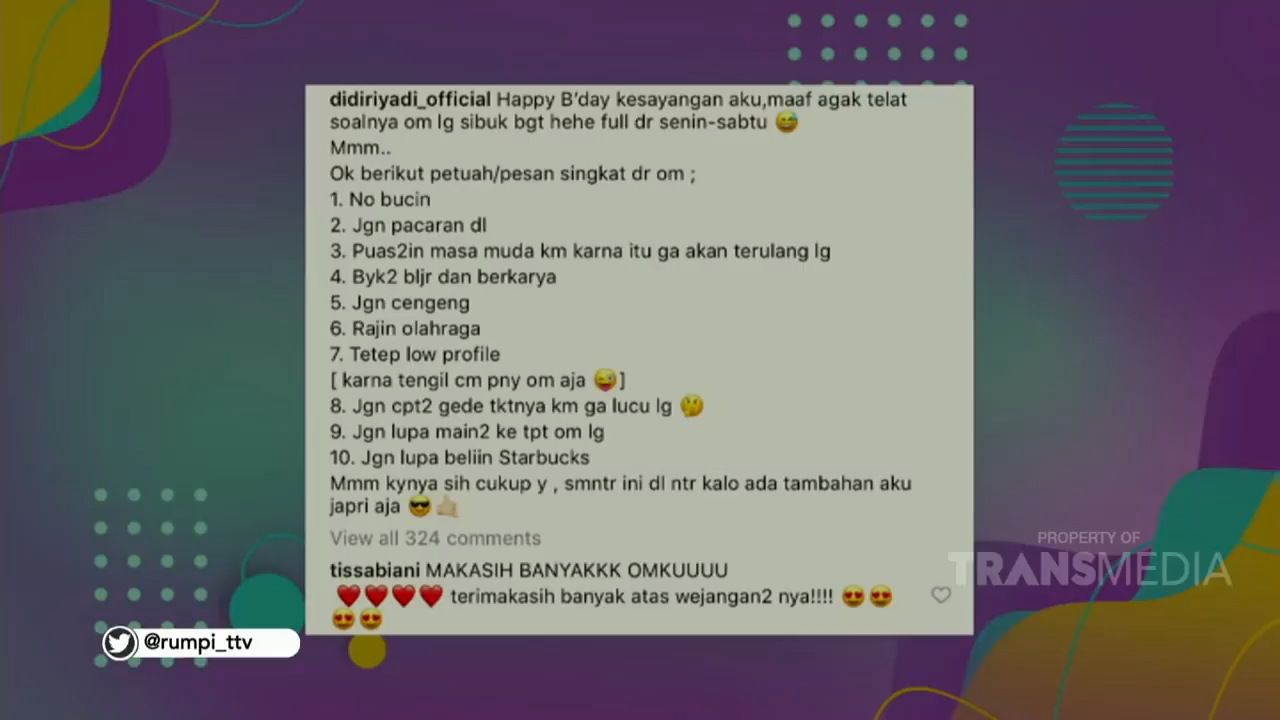 didiriyadi_official Happy B'day kesayangan aku,maaf agak telat
soalnya om lg sibuk bgt hehe full dr senin-sabtu 😅
Mmm..
Ok berikut petuah/pesan singkat dr om ;
1. No bucin
2. Jgn pacaran dl
3. Puas2in masa muda km karna itu ga akan terulang lg
4. Byk2 bljr dan berkarya
5. Jgn cengeng
6. Rajin olahraga
7. Tetep low profile
[ karna tengil cm pny om aja 😜]
8. Jgn cpt2 gede tktnya km ga lucu lg 🤔
9. Jgn lupa main2 ke tpt om lg
10. Jgn lupa beliin Starbucks
Mmm kynya sih cukup y , smntr ini dl ntr kalo ada tambahan aku
japri aja 😎🤙🏻
View all 324 comments
tissabiani MAKASIH BANYAKKK OMKUUUU
❤️❤️❤️❤️ terimakasih banyak atas wejangan2 nya!!!! 😍😍
😍😍
PROPERTY OF
TRANSMEDIA
@rumpi_ttv